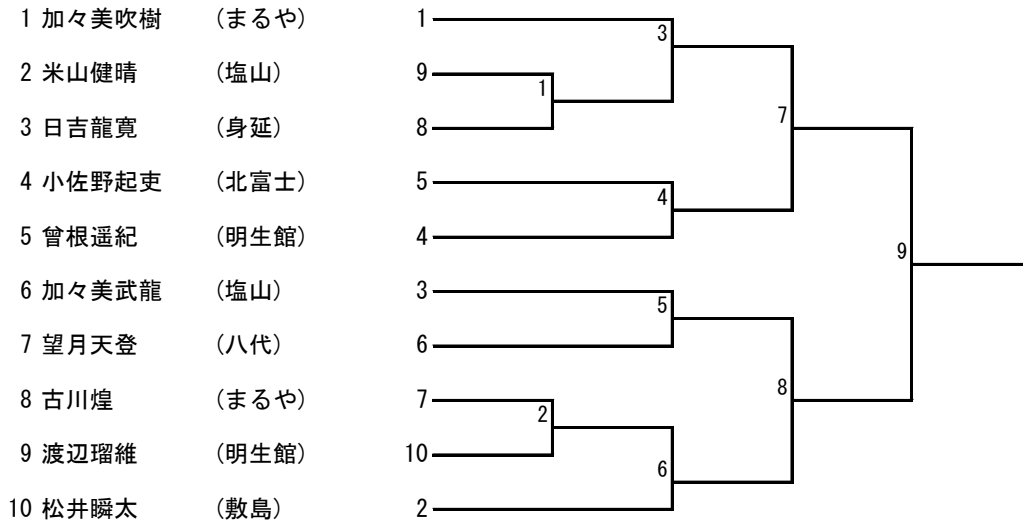 1 加々美吹樹 (まるや) 1
3
2 米山健晴 (塩山) 9
1
3 日吉龍寛 (身延) 8
7
4 小佐野起吏 (北富士) 5
4
5 曾根遥紀 (明生館) 4
9
6 加々美武龍 (塩山) 3
5
7 望月天登 (八代) 6
8
8 古川煌 (まるや) 7
2
9 渡辺瑠維 (明生館) 10
6
10 松井瞬太 (敷島) 2